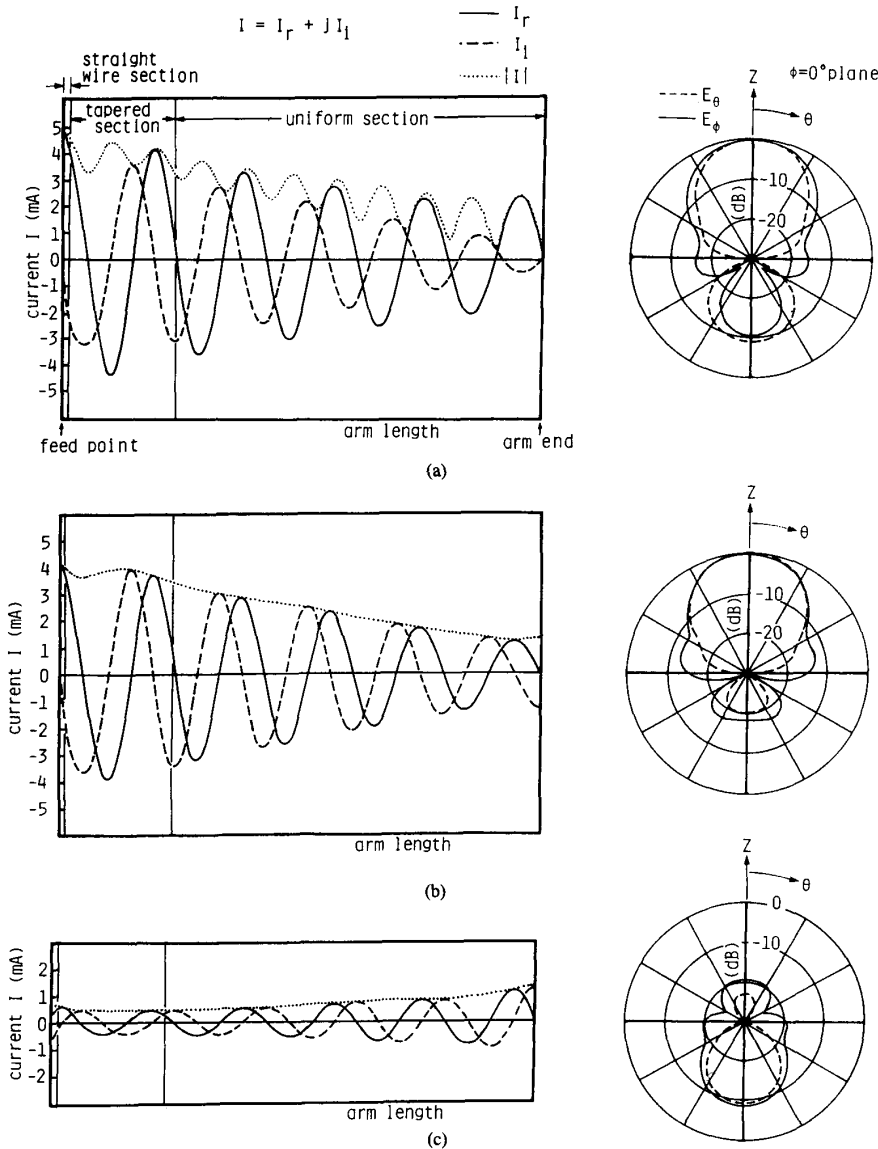 I = I_r + jI_i
I_r
I_i
|I|
straight
wire section
tapered
section
uniform section
5
4
3
2
1
0
-1
-2
-3
-4
-5
current I (mA)
feed point
arm length
arm end
Z
ϕ=0° plane
E_θ
E_ϕ
θ
-10
-20
(dB)
(a)
5
4
3
2
1
0
-1
-2
-3
-4
-5
current I (mA)
arm length
Z
θ
-10
-20
(dB)
(b)
2
1
0
-1
-2
current I (mA)
arm length
Z
θ
0
-10
(dB)
(c)